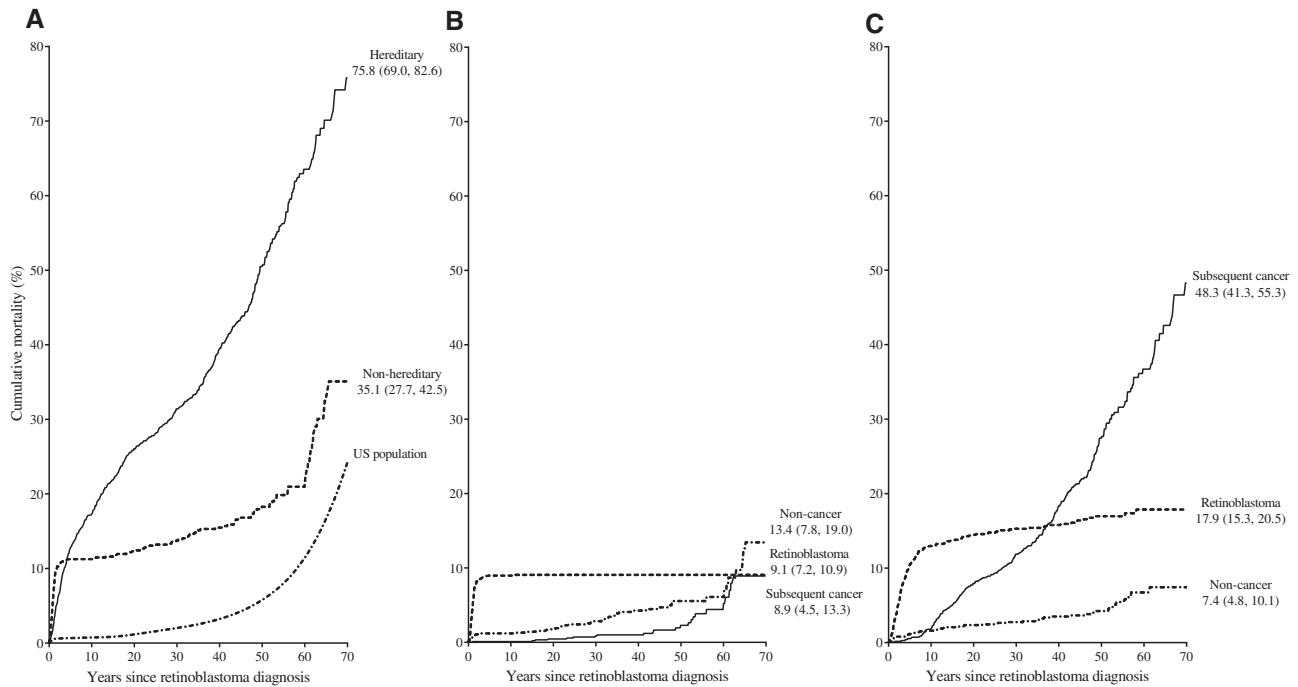 A
80
70
60
50
40
30
20
10
0
Cumulative mortality (%)
Hereditary
75.8 (69.0, 82.6)
Non-hereditary
35.1 (27.7, 42.5)
US population
0 10 20 30 40 50 60 70
Years since retinoblastoma diagnosis
B
80
70
60
50
40
30
20
10
0
Non-cancer
13.4 (7.8, 19.0)
Retinoblastoma
9.1 (7.2, 10.9)
Subsequent cancer
8.9 (4.5, 13.3)
0 10 20 30 40 50 60 70
Years since retinoblastoma diagnosis
C
80
70
60
50
40
30
20
10
0
Subsequent cancer
48.3 (41.3, 55.3)
Retinoblastoma
17.9 (15.3, 20.5)
Non-cancer
7.4 (4.8, 10.1)
0 10 20 30 40 50 60 70
Years since retinoblastoma diagnosis